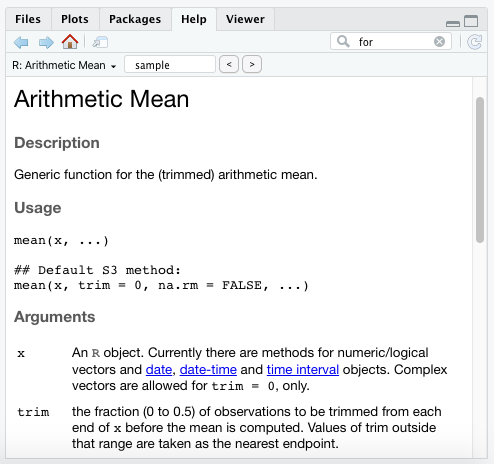 Files Plots Packages Help Viewer
for
R: Arithmetic Mean sample < >
Arithmetic Mean
Description
Generic function for the (trimmed) arithmetic mean.
Usage
mean(x, ...)
## Default S3 method:
mean(x, trim = 0, na.rm = FALSE, ...)
Arguments
x An R object. Currently there are methods for numeric/logical
vectors and date, date-time and time interval objects. Complex
vectors are allowed for trim = 0, only.
trim the fraction (0 to 0.5) of observations to be trimmed from each
end of x before the mean is computed. Values of trim outside
that range are taken as the nearest endpoint.